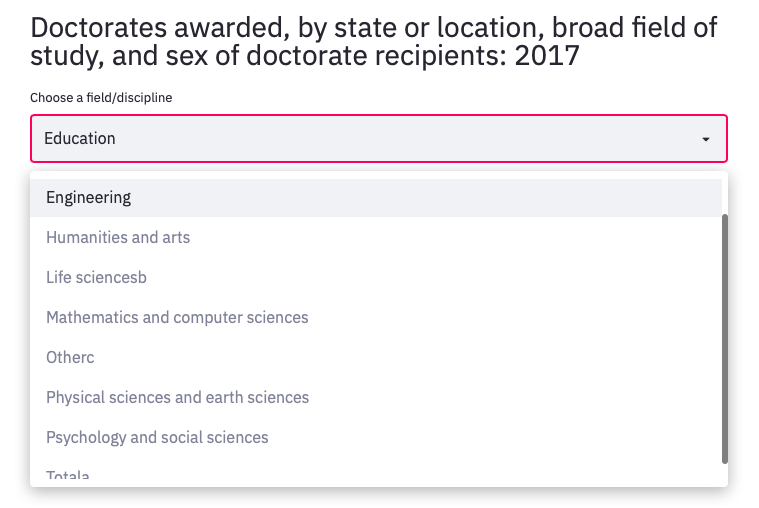 Doctorates awarded, by state or location, broad field of
study, and sex of doctorate recipients: 2017
Choose a field/discipline
Education
Engineering
Humanities and arts
Life sciencesb
Mathematics and computer sciences
Otherc
Physical sciences and earth sciences
Psychology and social sciences
Totala